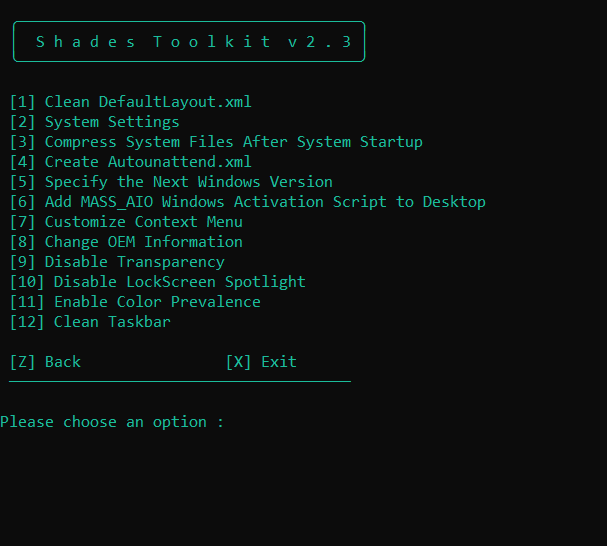 S h a d e s  T o o l k i t  v 2 . 3
[1] Clean DefaultLayout.xml
[2] System Settings
[3] Compress System Files After System Startup
[4] Create Autounattend.xml
[5] Specify the Next Windows Version
[6] Add MASS_AIO Windows Activation Script to Desktop
[7] Customize Context Menu
[8] Change OEM Information
[9] Disable Transparency
[10] Disable LockScreen Spotlight
[11] Enable Color Prevalence
[12] Clean Taskbar
[Z] Back                [X] Exit
Please choose an option :